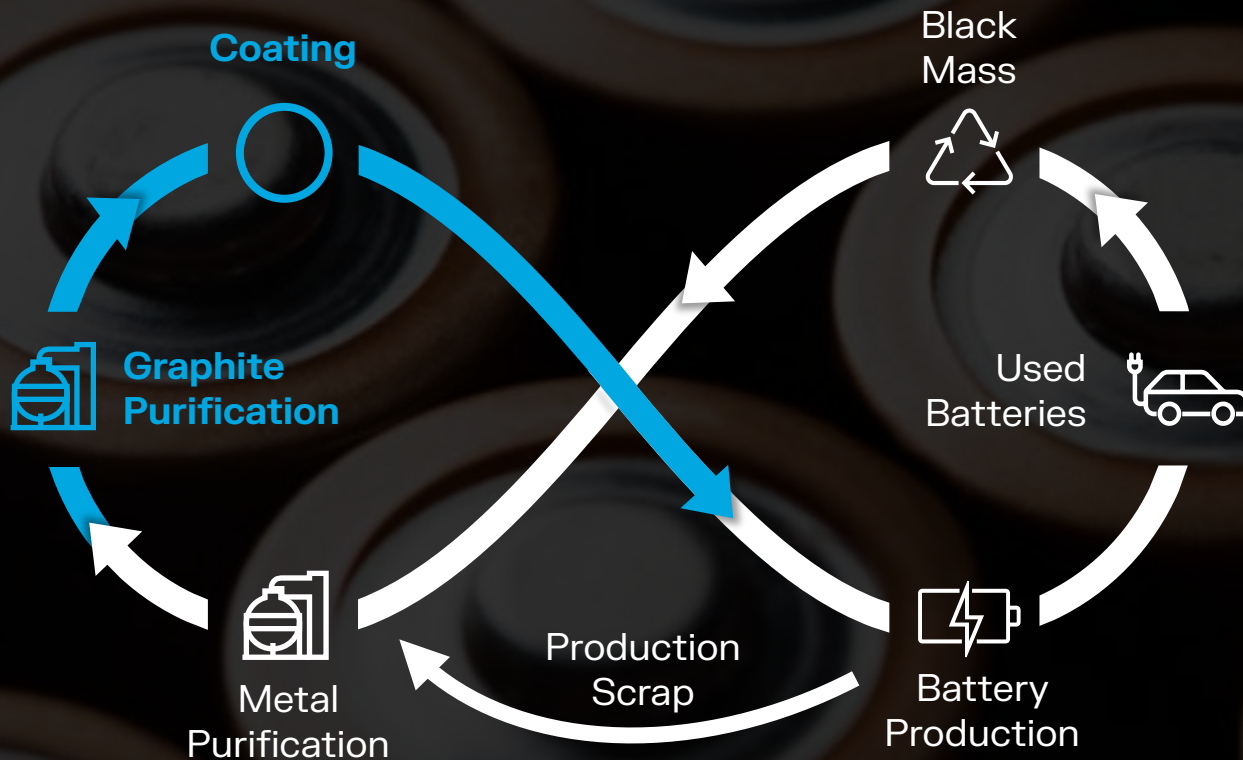 Coating
Black
Mass
Graphite
Purification
Used
Batteries
Production
Scrap
Metal
Purification
Battery
Production